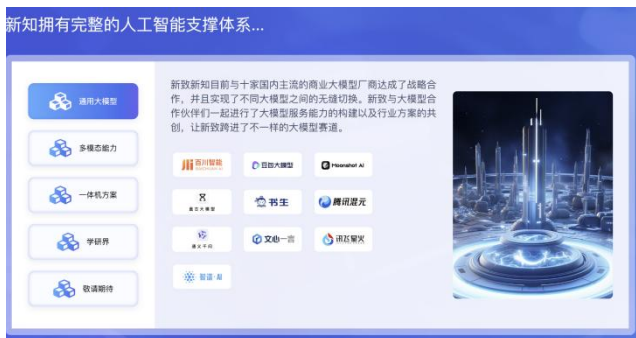 新知拥有完整的人工智能支撑体系...
通用大模型
多模态能力
一体机方案
学研界
敬请期待
新致新知目前与十家国内主流的商业大模型厂商达成了战略合
作，并且实现了不同大模型之间的无缝切换。新致与大模型合
作伙伴们一起进行了大模型服务能力的构建以及行业方案的共
创，让新致跨进了不一样的大模型赛道。
百川智能
豆包大模型
Moonshot AI
书生
腾讯混元
通义千问
文心一言
讯飞星火
智谱·AI